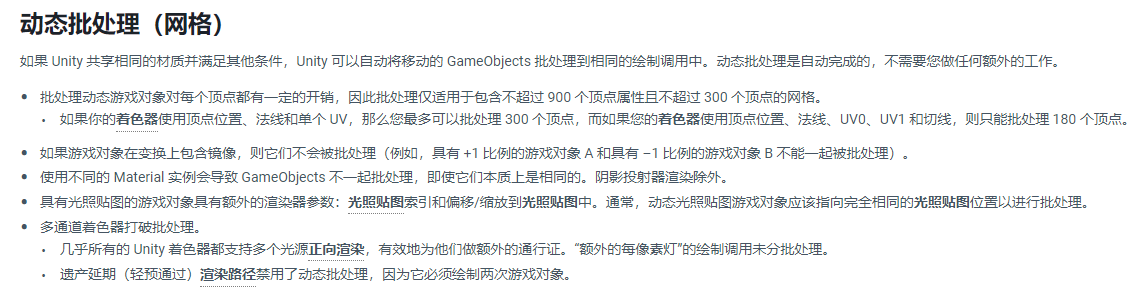 动态批处理（网格）
如果 Unity 共享相同的材质并满足其他条件，Unity 可以自动将移动的 GameObjects 批处理到相同的绘制调用中。动态批处理是自动完成的，不需要您做任何额外的工作。
批处理动态游戏对象对每个顶点都有一定的开销，因此批处理仅适用于包含不超过 900 个顶点属性且不超过 300 个顶点的网格。
如果你的着色器使用顶点位置、法线和单个 UV，那么您最多可以批处理 300 个顶点，而如果您的着色器使用顶点位置、法线、UV0、UV1 和切线，则只能批处理 180 个顶点。
如果游戏对象在变换上包含镜像，则它们不会被批处理（例如，具有 +1 比例的游戏对象 A 和具有 –1 比例的游戏对象 B 不能一起被批处理）。
使用不同的 Material 实例会导致 GameObjects 不一起批处理，即使它们本质上是相同的。阴影投射器渲染除外。
具有光照贴图的游戏对象具有额外的渲染器参数：光照贴图索引和偏移/缩放到光照贴图中。通常，动态光照贴图游戏对象应该指向完全相同的光照贴图位置以进行批处理。
多通道着色器打破批处理。
几乎所有的 Unity 着色器都支持多个光源正向渲染，有效地为他们做额外的通行证。“额外的每像素灯”的绘制调用未分批处理。
遗产延期（轻预通过）渲染路径禁用了动态批处理，因为它必须绘制两次游戏对象。